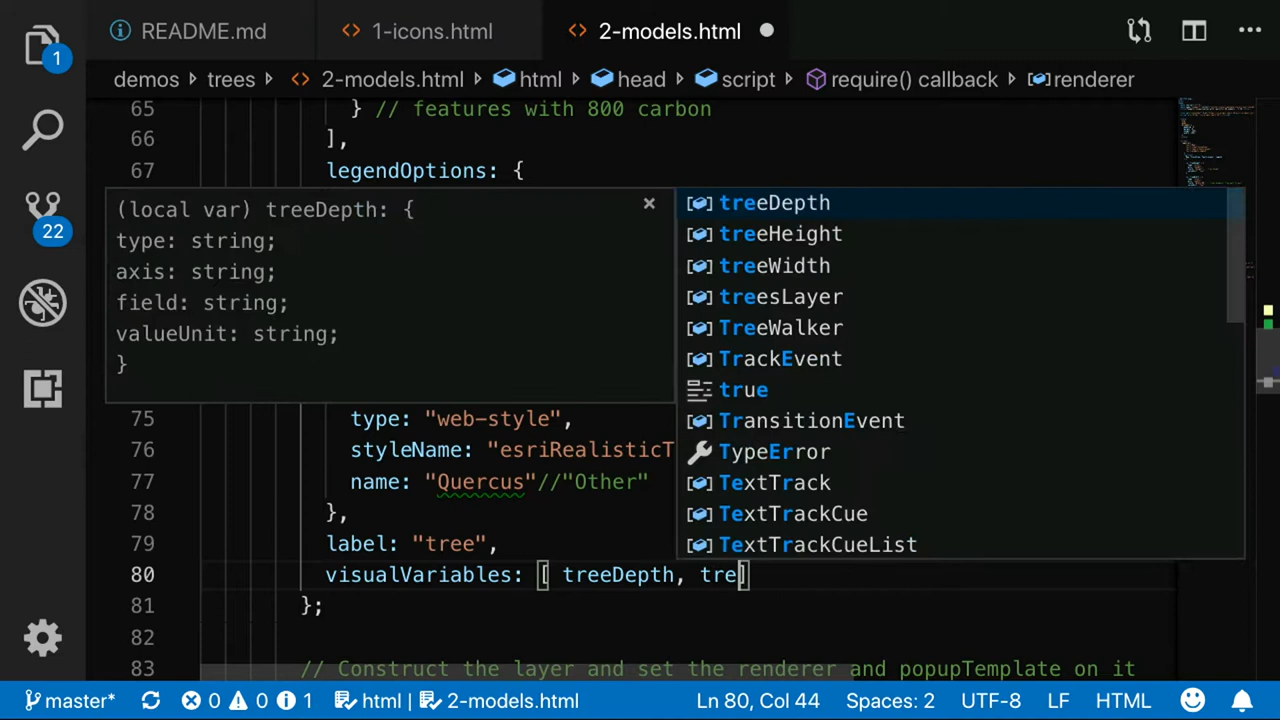 README.md
1-icons.html
2-models.html
1
demos > trees > 2-models.html > html > head > script > require() callback > renderer
65 } // features with 800 carbon
66 ],
67 legendOptions: {
(local var) treeDepth: {
type: string;
axis: string;
field: string;
valueUnit: string;
}
treeDepth
treeHeight
treeWidth
treesLayer
TreeWalker
TrackEvent
true
TransitionEvent
TypeError
TextTrack
TextTrackCue
TextTrackCueList
22
75 type: "web-style",
76 styleName: "esriRealisticT
77 name: "Quercus"//"Other"
78 },
79 label: "tree",
80 visualVariables: [ treeDepth, tre]
81 };
82
83 // Construct the layer and set the renderer and popupTemplate on it
master* 0 0 1 html | 2-models.html Ln 80, Col 44 Spaces: 2 UTF-8 LF HTML